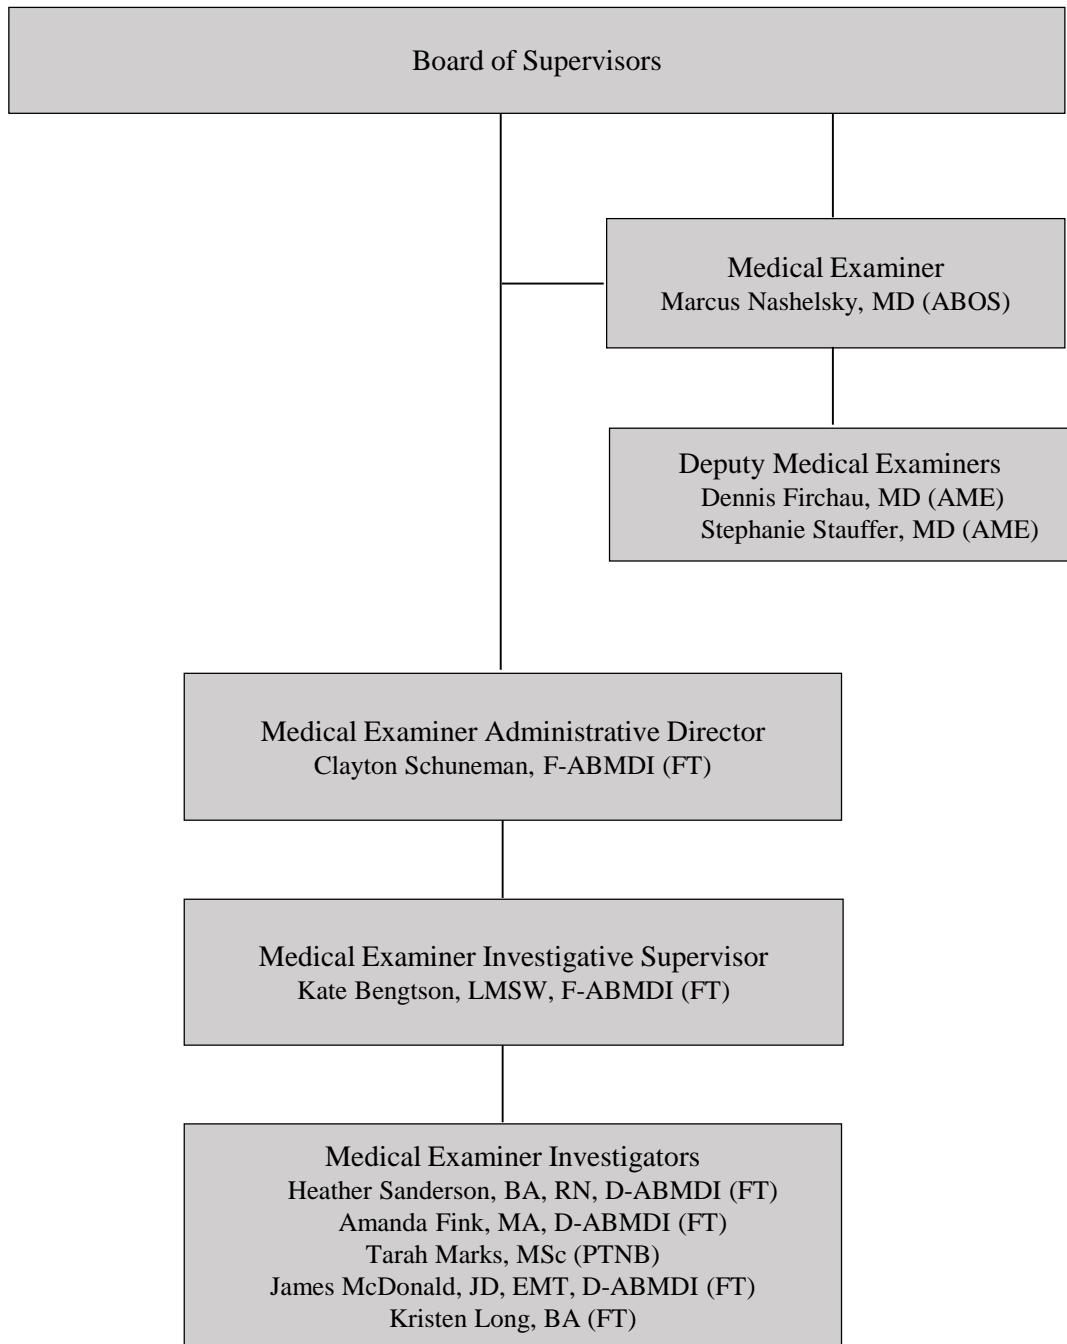 Board of Supervisors
Medical Examiner
Marcus Nashelsky, MD (ABOS)
Deputy Medical Examiners
Dennis Firchau, MD (AME)
Stephanie Stauffer, MD (AME)
Medical Examiner Administrative Director
Clayton Schuneman, F-ABMDI (FT)
Medical Examiner Investigative Supervisor
Kate Bengtson, LMSW, F-ABMDI (FT)
Medical Examiner Investigators
Heather Sanderson, BA, RN, D-ABMDI (FT)
Amanda Fink, MA, D-ABMDI (FT)
Tarah Marks, MSc (PTNB)
James McDonald, JD, EMT, D-ABMDI (FT)
Kristen Long, BA (FT)